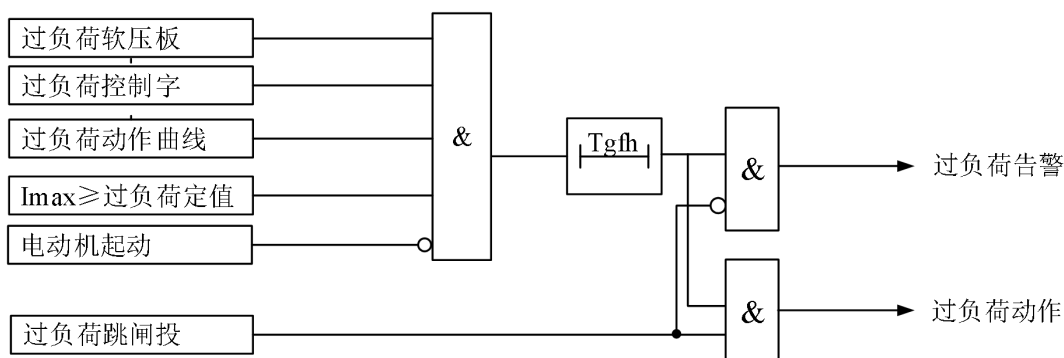 过负荷软压板
过负荷控制字
过负荷动作曲线
Imax≥过负荷定值
电动机起动
过负荷跳闸投
&
Tgfh
&
过负荷告警
&
过负荷动作